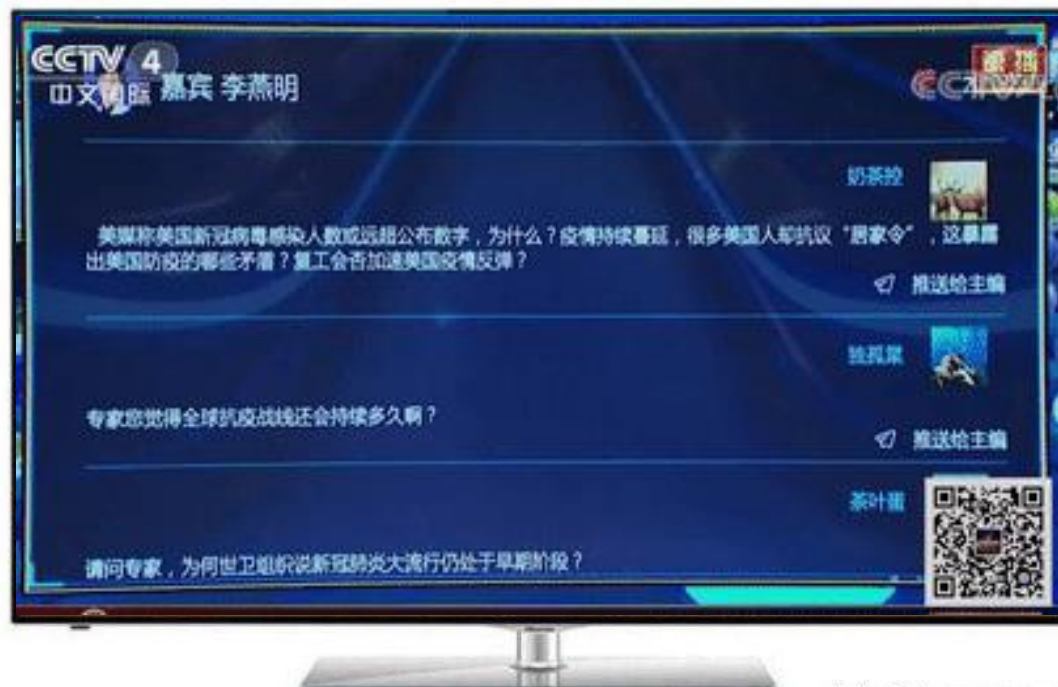 CCTV 4
中文国际
嘉宾 李燕明
CCTV
奶茶控
美媒称美国新冠病毒感染人数或远超公布数字，为什么？疫情持续蔓延，很多美国人却抗议“居家令”，这暴露
出美国防疫的哪些矛盾？复工会否加速美国疫情反弹？
推送给主编
独孤菜
专家您觉得全球抗疫战线还会持续多久啊？
推送给主编
茶叶蛋
请问专家，为何世卫组织说新冠肺炎大流行仍处于早期阶段？